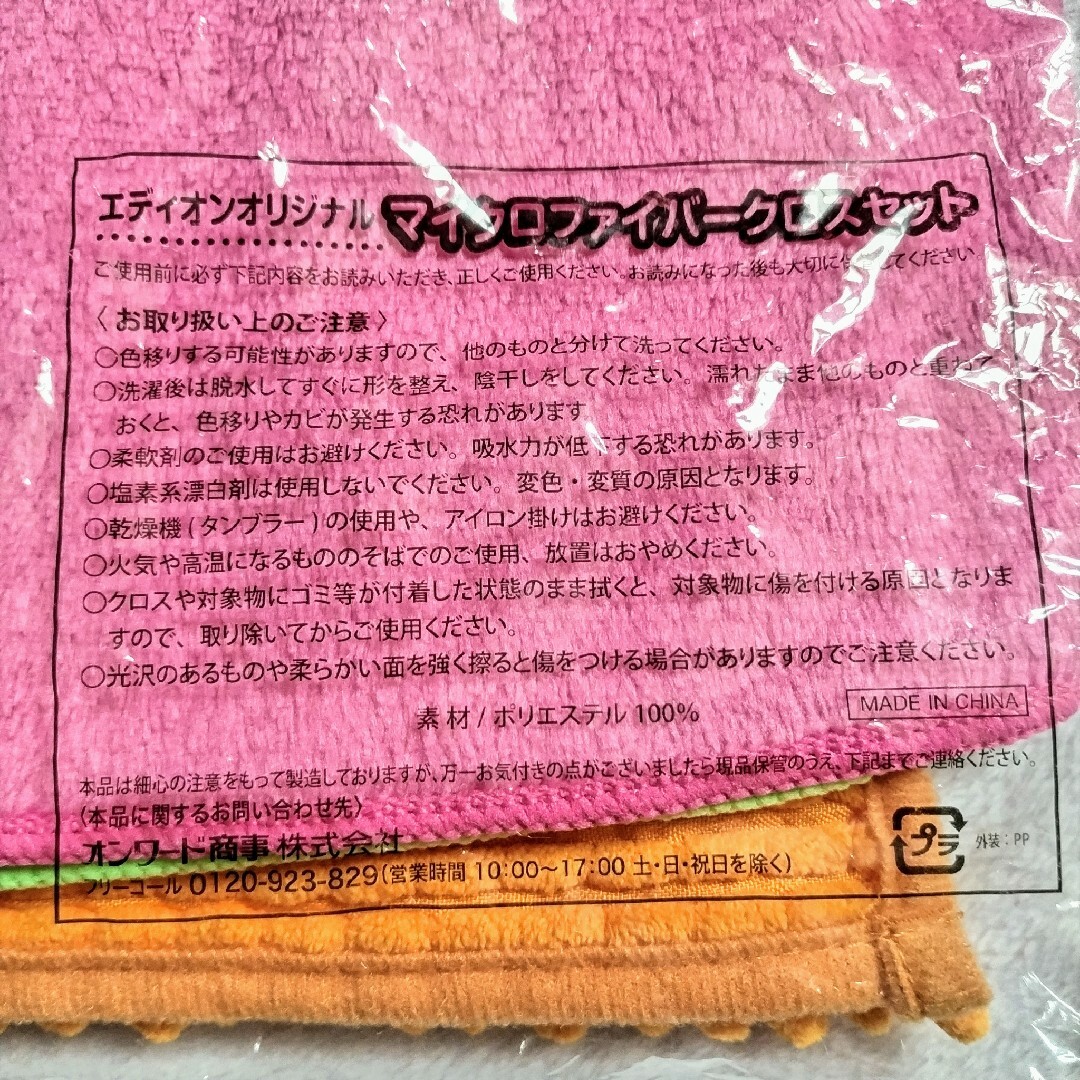 エディオンオリジナル マイクロファイバークロスセット
ご使用前に必ず下記内容をお読みいただき、正しくご使用ください。お読みになった後も大切に してください
〈お取り扱い上のご注意〉
○色移りする可能性がありますので、他のものと分けて洗ってください。
○洗濯後は脱水してすぐに形を整え、陰干しをしてください。濡れたまま他のものと重ねて
おくと、色移りやカビが発生する恐れがあります
○柔軟剤のご使用はお避けください。吸水力が低下する恐れがあります。
○塩素系漂白剤は使用しないでください。変色・変質の原因となります。
○乾燥機(タンブラー)の使用や、アイロン掛けはお避けください。
○火気や高温になるもののそばでのご使用、放置はおやめください。
○クロスや対象物にゴミ等が付着した状態のまま拭くと、対象物に傷を付ける原因となりま
すので、取り除いてからご使用ください。
○光沢のあるものや柔らかい面を強く擦ると傷をつける場合がありますのでご注意ください。
素材/ポリエステル 100%
MADE IN CHINA
本品は細心の注意をもって製造しておりますが、万一お気付きの点がございましたら現品保管のうえ、下記までご連絡ください。
〈本品に関するお問い合わせ先〉
オンワード商事株式会社
フリーコール 0120-923-829(営業時間 10:00～17:00 土・日・祝日を除く)
プラ 外装:PP